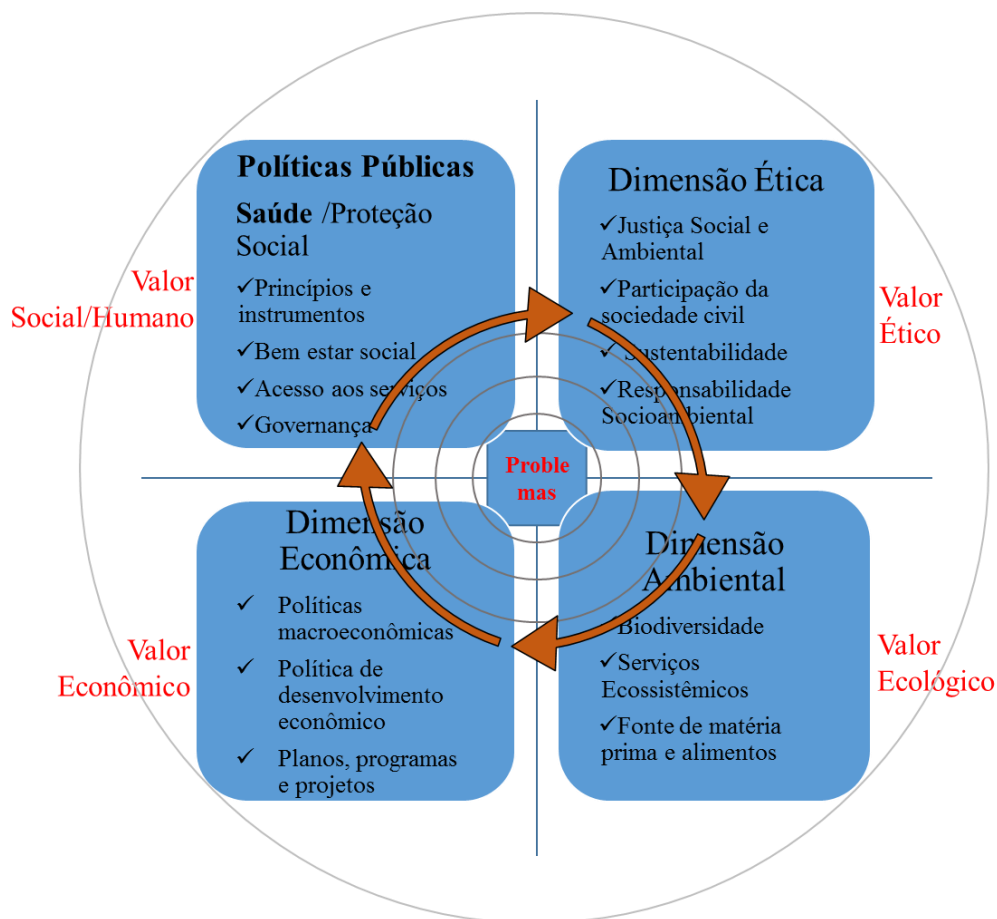 Políticas Públicas
Saúde /Proteção
Social
✓Princípios e
instrumentos
✓Bem estar social
✓Acesso aos serviços
✓Governança
Valor
Social/Humano
Dimensão Ética
✓Justiça Social e
Ambiental
✓Participação da
sociedade civil
✓Sustentabilidade
✓Responsabilidade
Socioambiental
Valor
Ético
Proble
mas
Dimensão
Econômica
✓ Políticas
macroeconômicas
✓ Política de
desenvolvimento
econômico
✓ Planos, programas
e projetos
Valor
Econômico
Dimensão
Ambiental
✓Biodiversidade
✓Serviços
Ecossistêmicos
✓Fonte de matéria
prima e alimentos
Valor
Ecológico